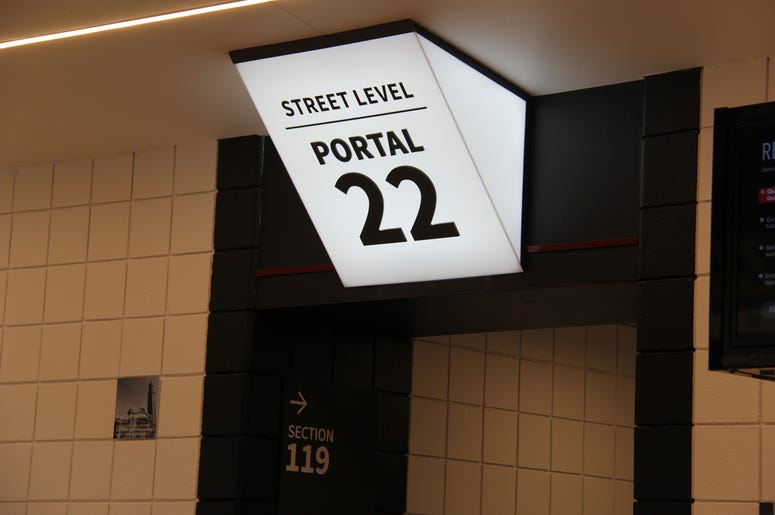 STREET LEVEL
PORTAL
22
→
SECTION
119